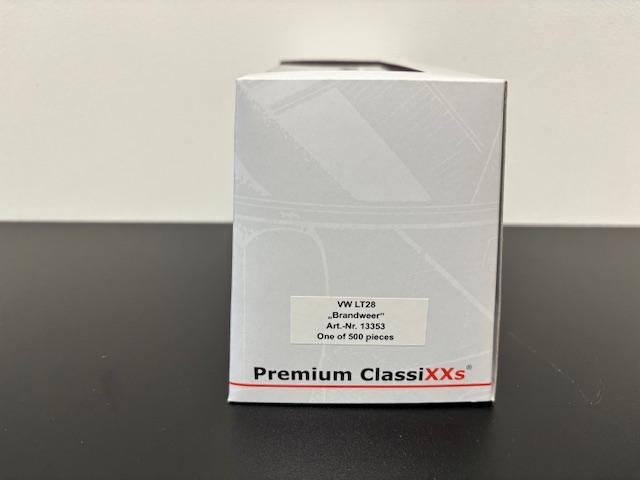 VW LT28
„Brandweer“
Art.-Nr. 13353
One of 500 pieces
Premium ClassiXXs®